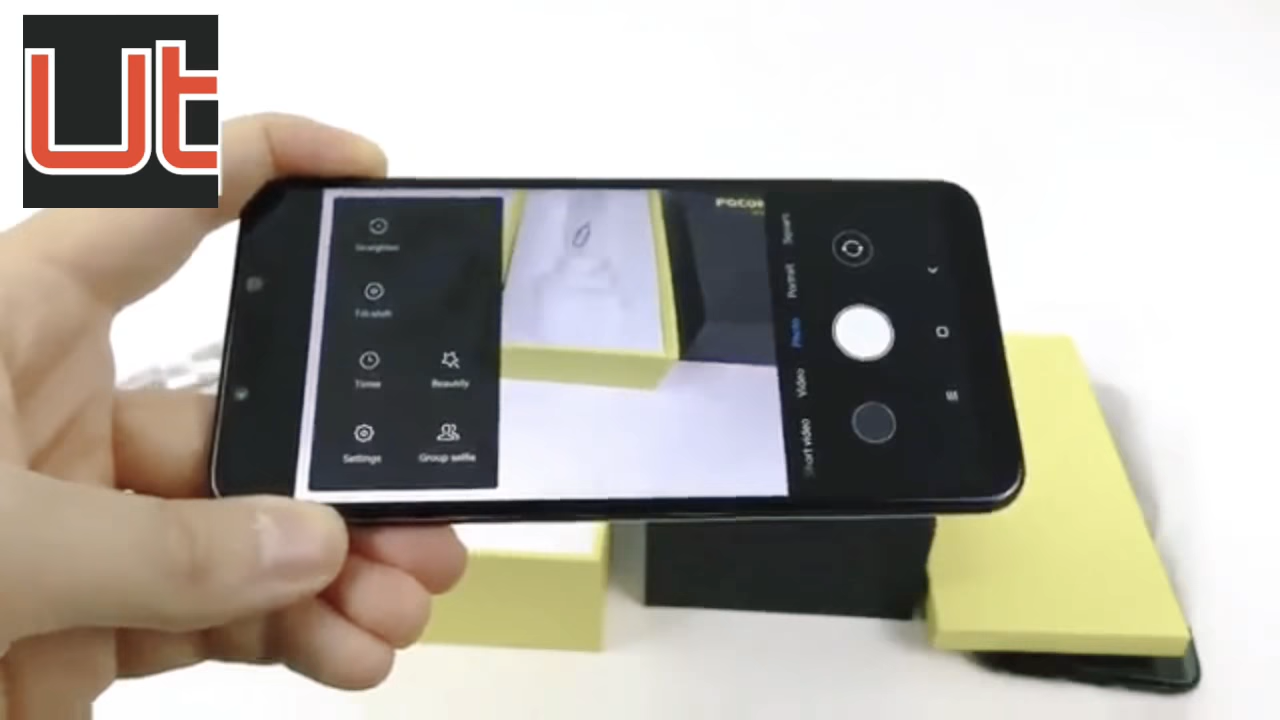 Ut
POCO
Straighten
Tilt-shift
Timer
Beautify
Settings
Group selfie
Square
Portrait
Photo
Video
Short video